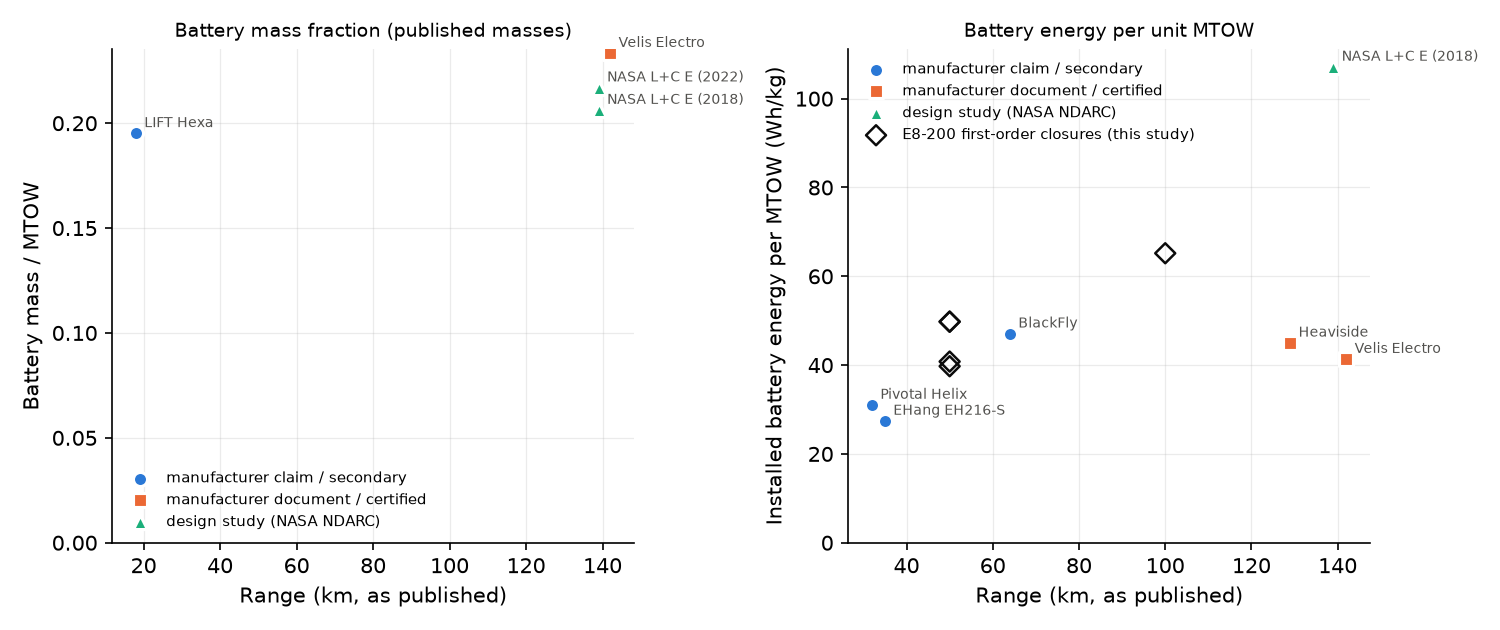 Battery mass fraction (published masses)
Velis Electro
NASA L+C E (2022)
NASA L+C E (2018)
LIFT Hexa
0.20
0.15
0.10
0.05
0.00
Battery mass / MTOW
manufacturer claim / secondary
manufacturer document / certified
design study (NASA NDARC)
20 40 60 80 100 120 140
Range (km, as published)
Battery energy per unit MTOW
NASA L+C E (2018)
manufacturer claim / secondary
manufacturer document / certified
design study (NASA NDARC)
E8-200 first-order closures (this study)
100
80
60
40
20
0
Installed battery energy per MTOW (Wh/kg)
BlackFly
Heaviside
Velis Electro
Pivotal Helix
EHang EH216-S
40 60 80 100 120 140
Range (km, as published)